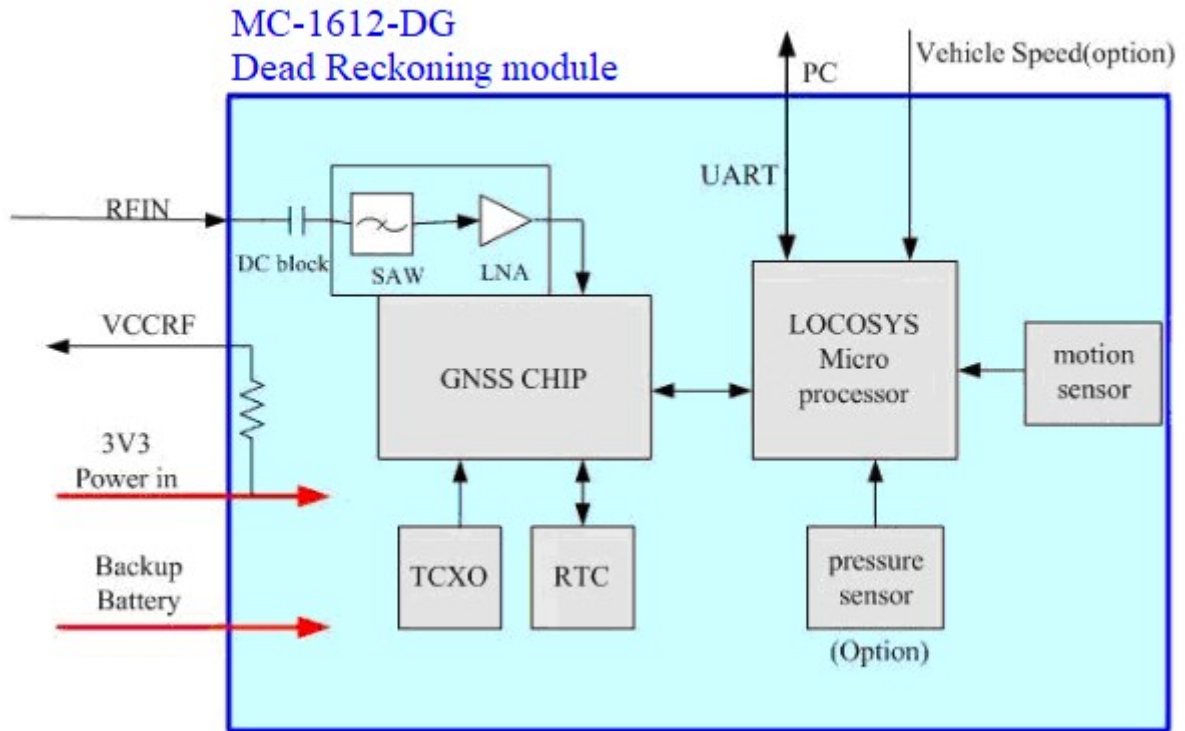 MC-1612-DG
Dead Reckoning module
PC
Vehicle Speed(option)
UART
RFIN
DC block
SAW
LNA
VCCRF
GNSS CHIP
LOCOSYS
Micro
processor
motion
sensor
3V3
Power in
TCXO
RTC
pressure
sensor
(Option)
Backup
Battery